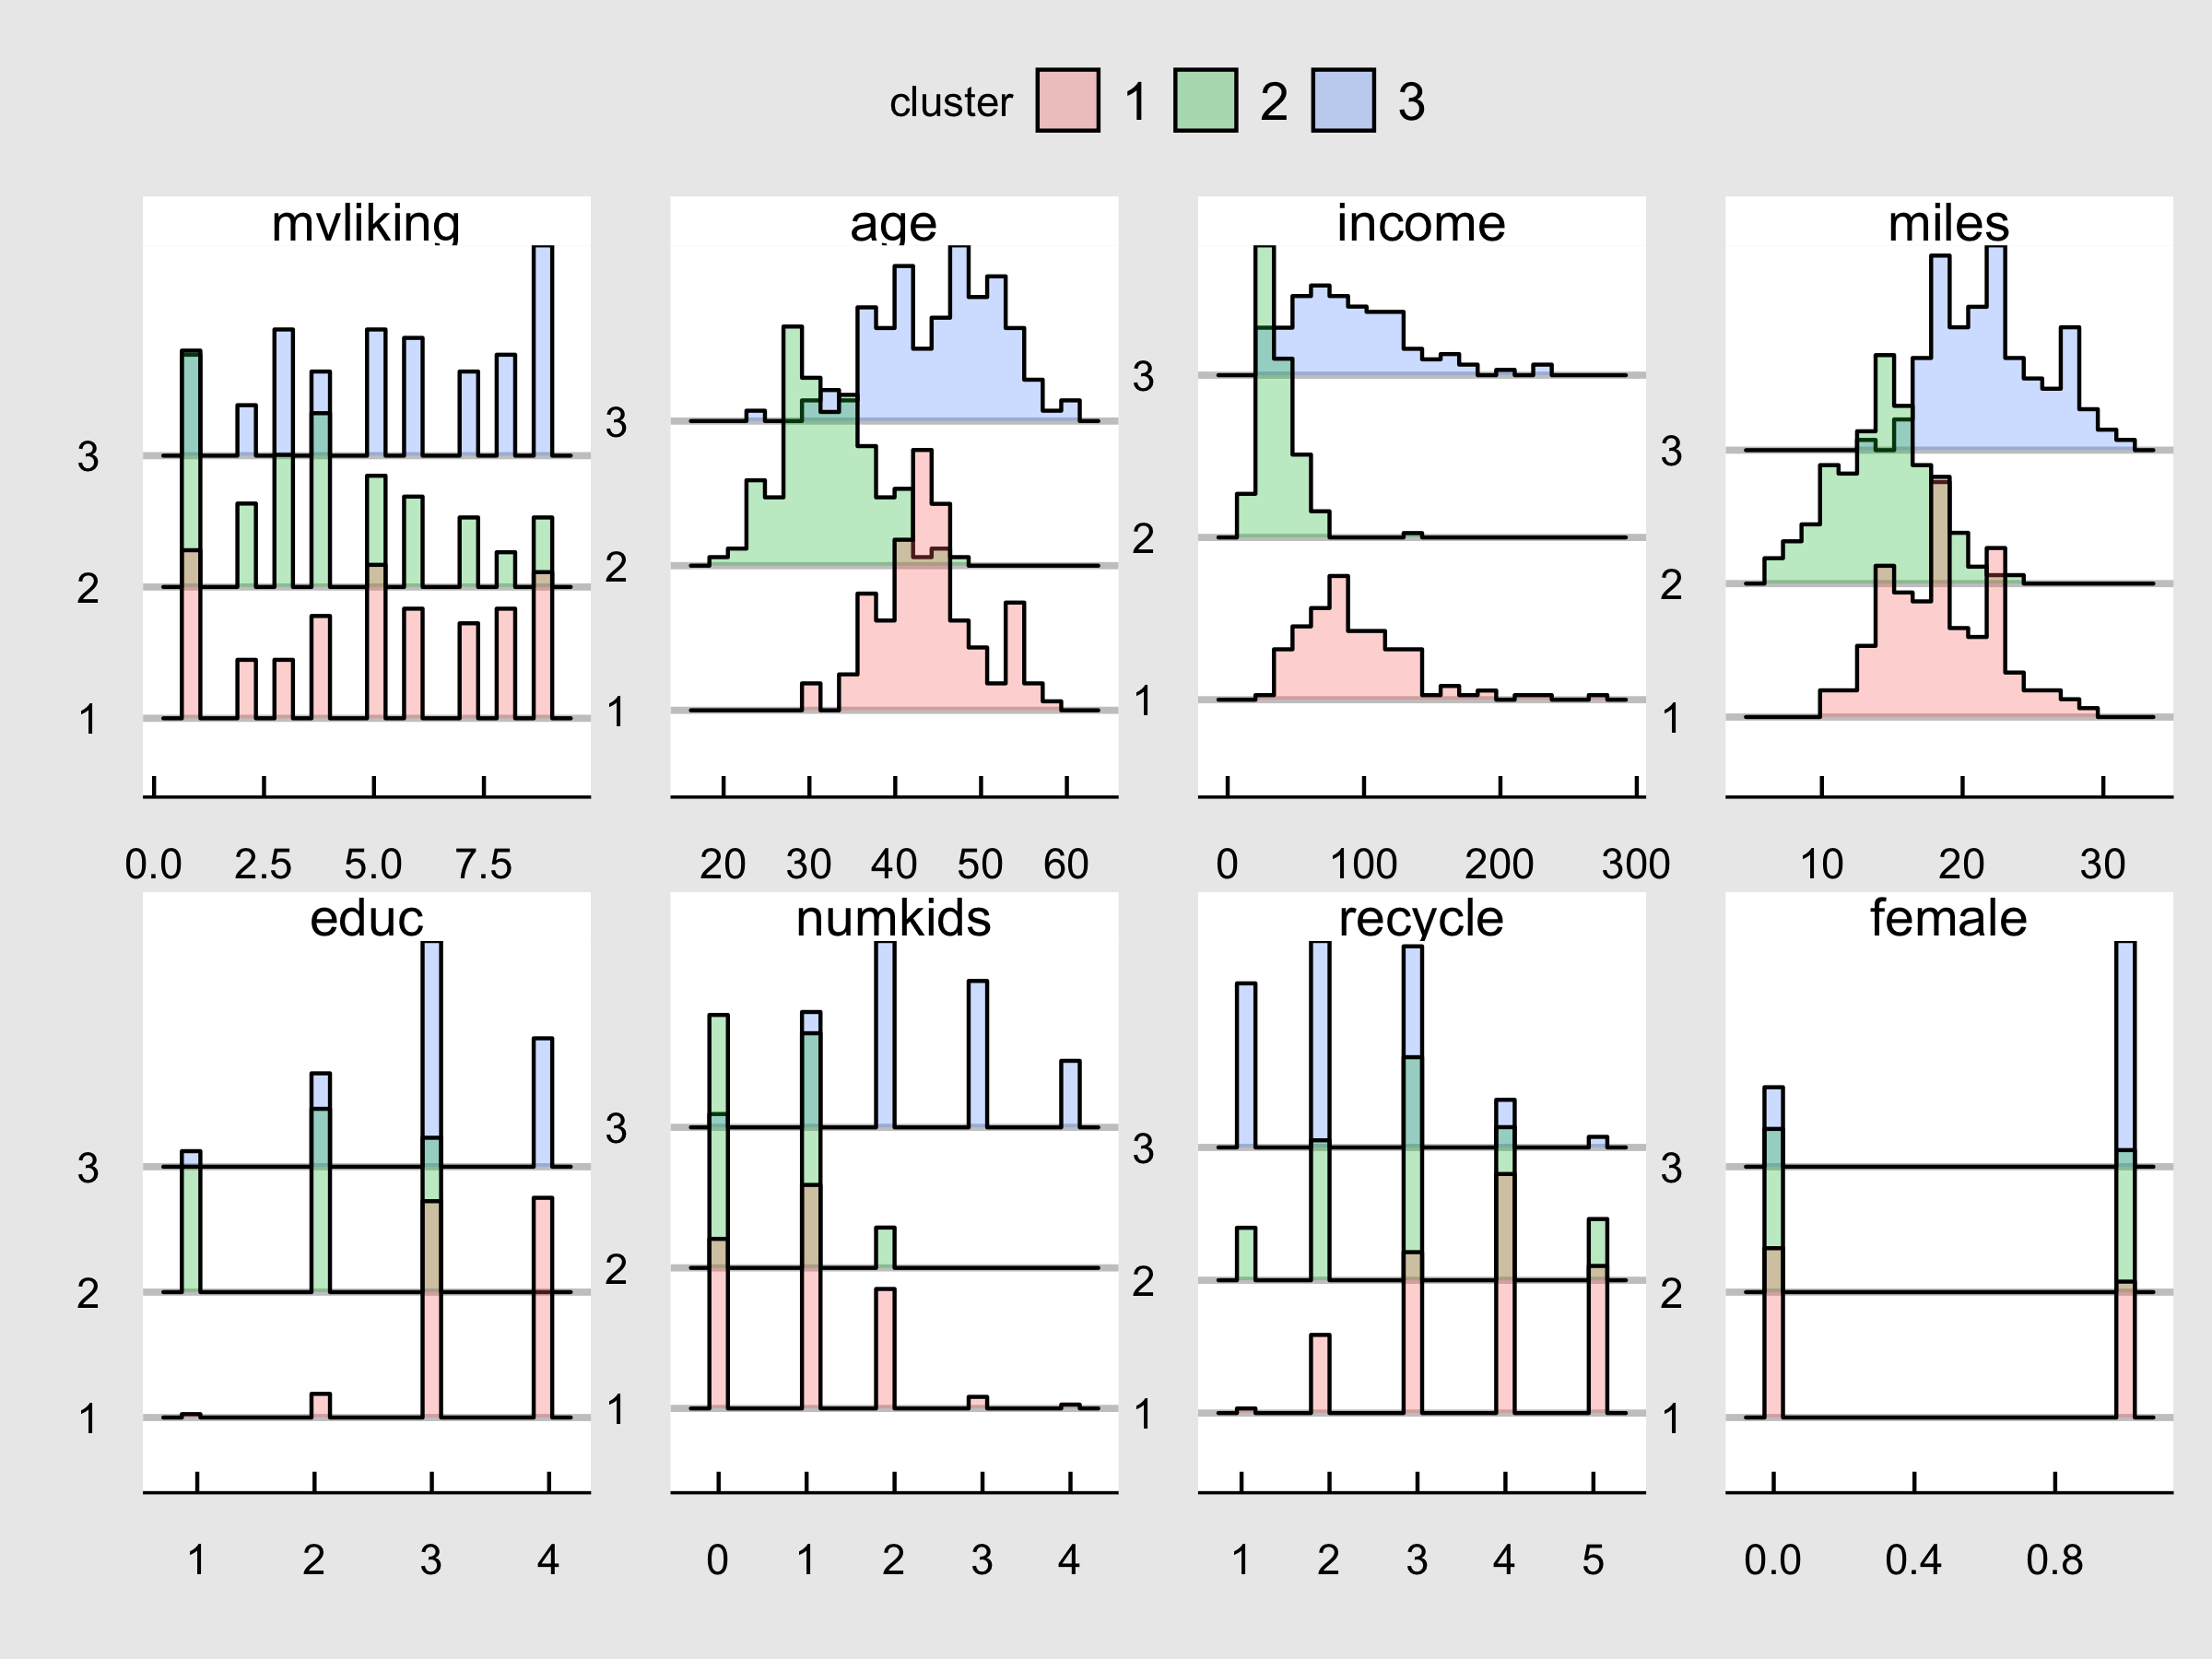 cluster 1 2 3
mvliking age income miles
3 3 3 3
2 2 2 2
1 1 1 1
0.0 2.5 5.0 7.5 20 30 40 50 60 0 100 200 300 10 20 30
educ numkids recycle female
3 3 3 3
2 2 2 2
1 1 1 1
1 2 3 4 0 1 2 3 4 1 2 3 4 5 0.0 0.4 0.8